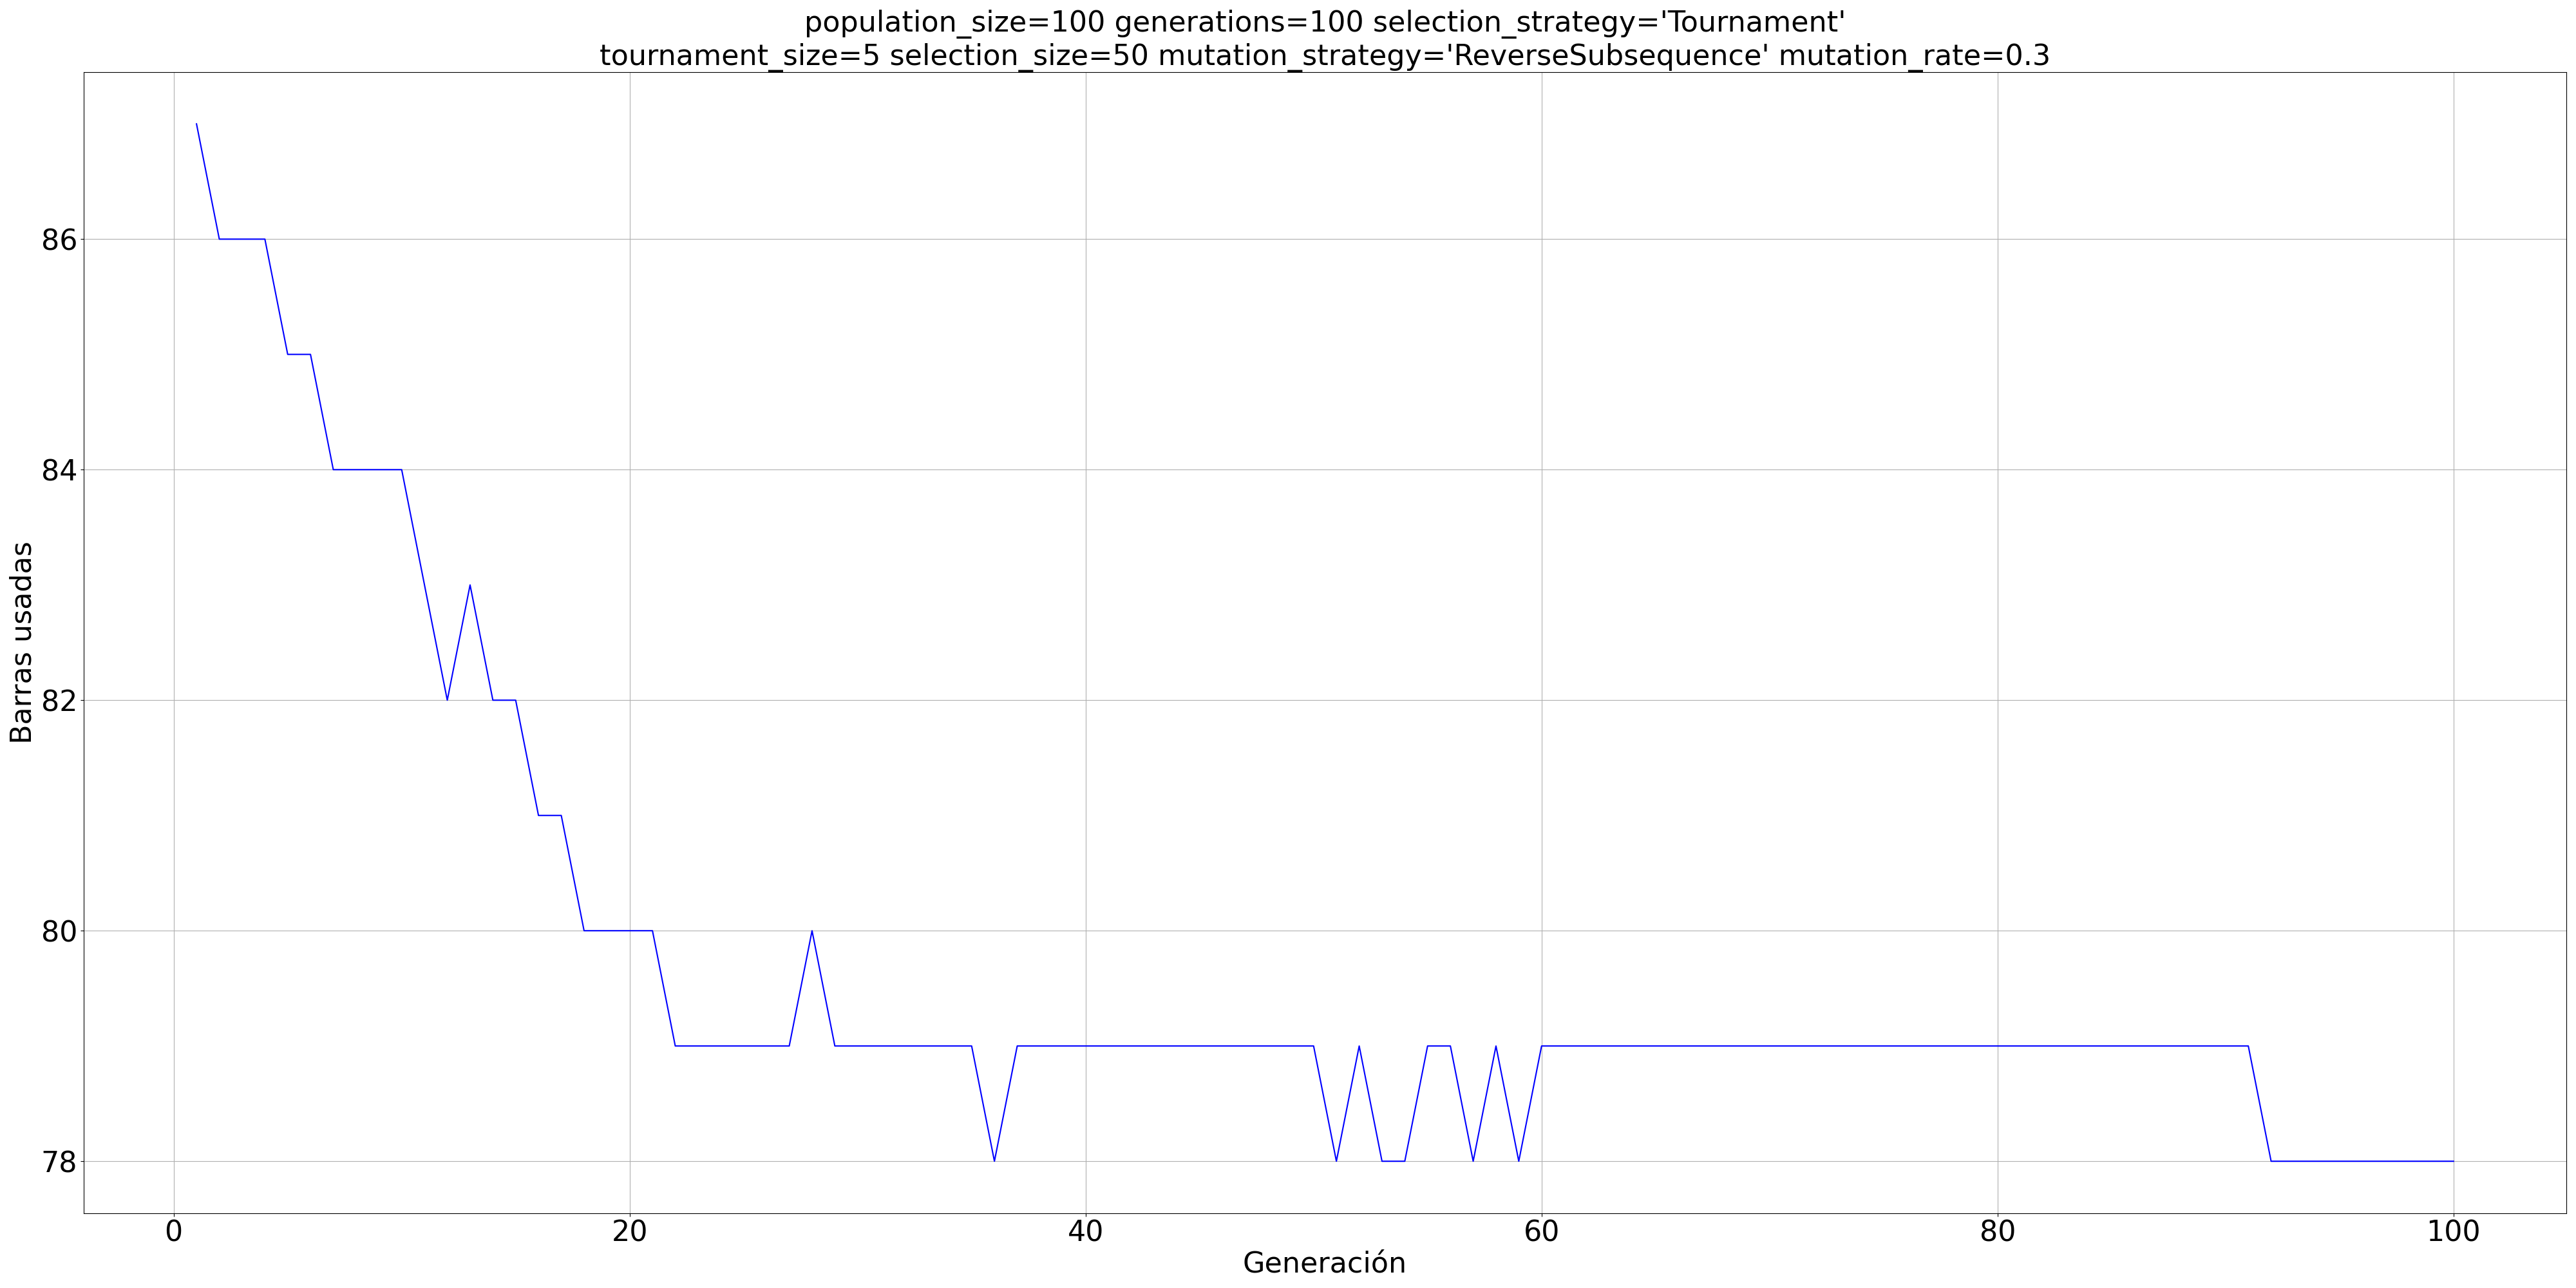 population_size=100 generations=100 selection_strategy='Tournament'
tournament_size=5 selection_size=50 mutation_strategy='ReverseSubsequence' mutation_rate=0.3
86
84
82
80
78
Barras usadas
0 20 40 60 80 100
Generación